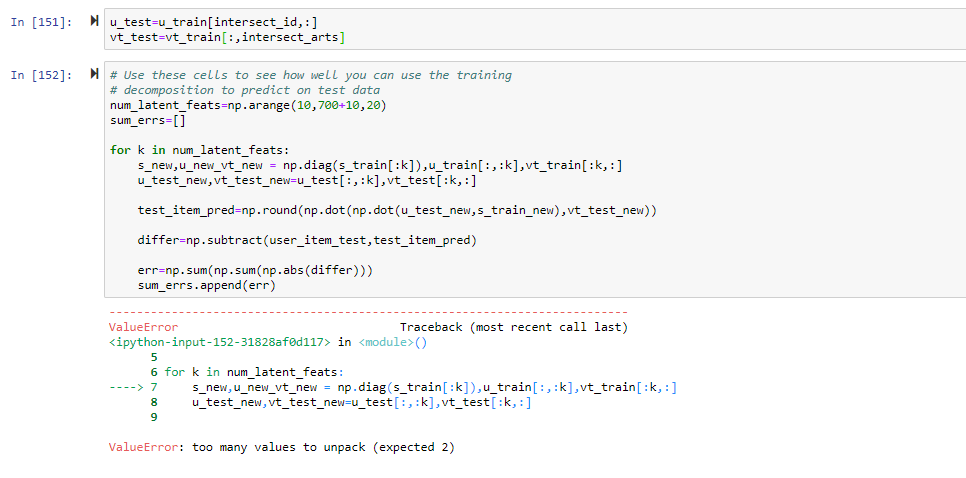 In [151]: u_test=u_train[intersect_id,:]
vt_test=vt_train[:,intersect_arts]
In [152]: # Use these cells to see how well you can use the training
# decomposition to predict on test data
num_latent_feats=np.arange(10,700+10,20)
sum_errs=[]
for k in num_latent_feats:
s_new,u_new_vt_new = np.diag(s_train[:k]),u_train[:,:k],vt_train[:k,:]
u_test_new,vt_test_new=u_test[:,:k],vt_test[:k,:]
test_item_pred=np.round(np.dot(np.dot(u_test_new,s_train_new),vt_test_new))
differ=np.subtract(user_item_test,test_item_pred)
err=np.sum(np.sum(np.abs(differ)))
sum_errs.append(err)
---------------------------------------------------------------------------
ValueError Traceback (most recent call last)
<ipython-input-152-31828af0d117> in <module>()
5
6 for k in num_latent_feats:
----> 7 s_new,u_new_vt_new = np.diag(s_train[:k]),u_train[:,:k],vt_train[:k,:]
8 u_test_new,vt_test_new=u_test[:,:k],vt_test[:k,:]
9
ValueError: too many values to unpack (expected 2)